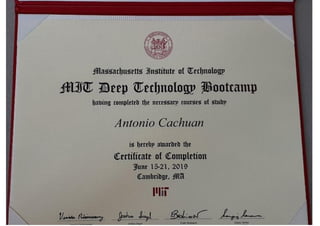 Massachusetts Institute of Technology
MIT Deep Technology Bootcamp
having completed the necessary courses of study
Antonio Cachuan
is hereby awarded the
Certificate of Completion
June 15-21, 2019
Cambridge, MA
MIT